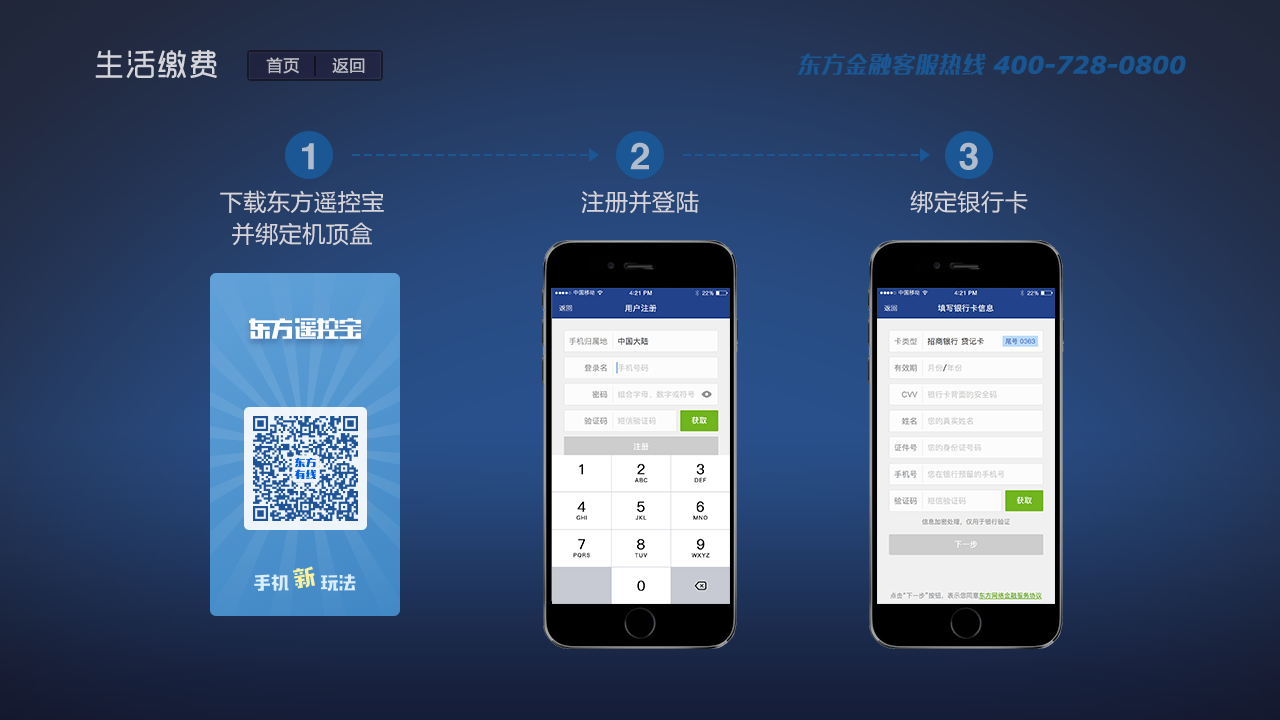 生活缴费
首页
返回
东方金融客服热线 400-728-0800
1
2
3
下载东方遥控宝
并绑定机顶盒
注册并登陆
绑定银行卡
东方遥控宝
东方
有线
手机新玩法
中国移动
4:21 PM
22%
返回
用户注册
手机归属地
中国大陆
登录名
手机号码
密码
组合字母、数字或符号
验证码
短信验证码
获取
注册
1
2
ABC
3
DEF
4
GHI
5
JKL
6
MNO
7
PQRS
8
TUV
9
WXYZ
0
中国移动
4:21 PM
22%
返回
填写银行卡信息
卡类型
招商银行 贷记卡
尾号 0363
有效期
月份/年份
CVV
银行卡背面的安全码
姓名
您的真实姓名
证件号
您的身份证号码
手机号
您在银行预留的手机号
验证码
短信验证码
获取
信息加密处理，仅用于银行验证
下一步
点击"下一步"按钮，表示您同意东方网络金融服务协议